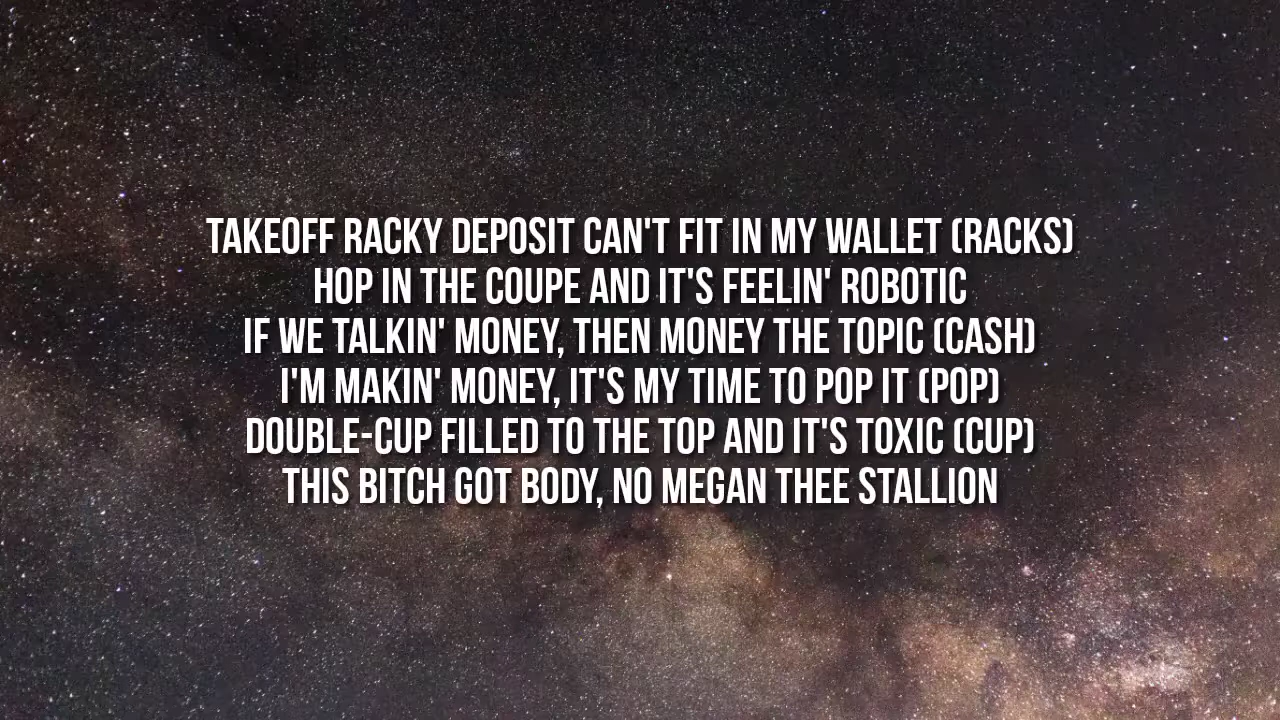 TAKEOFF RACKY DEPOSIT CAN'T FIT IN MY WALLET (RACKS)
HOP IN THE COUPE AND IT'S FEELIN' ROBOTIC
IF WE TALKIN' MONEY, THEN MONEY THE TOPIC (CASH)
I'M MAKIN' MONEY, IT'S MY TIME TO POP IT (POP)
DOUBLE-CUP FILLED TO THE TOP AND IT'S TOXIC (CUP)
THIS BITCH GOT BODY, NO MEGAN THEE STALLION